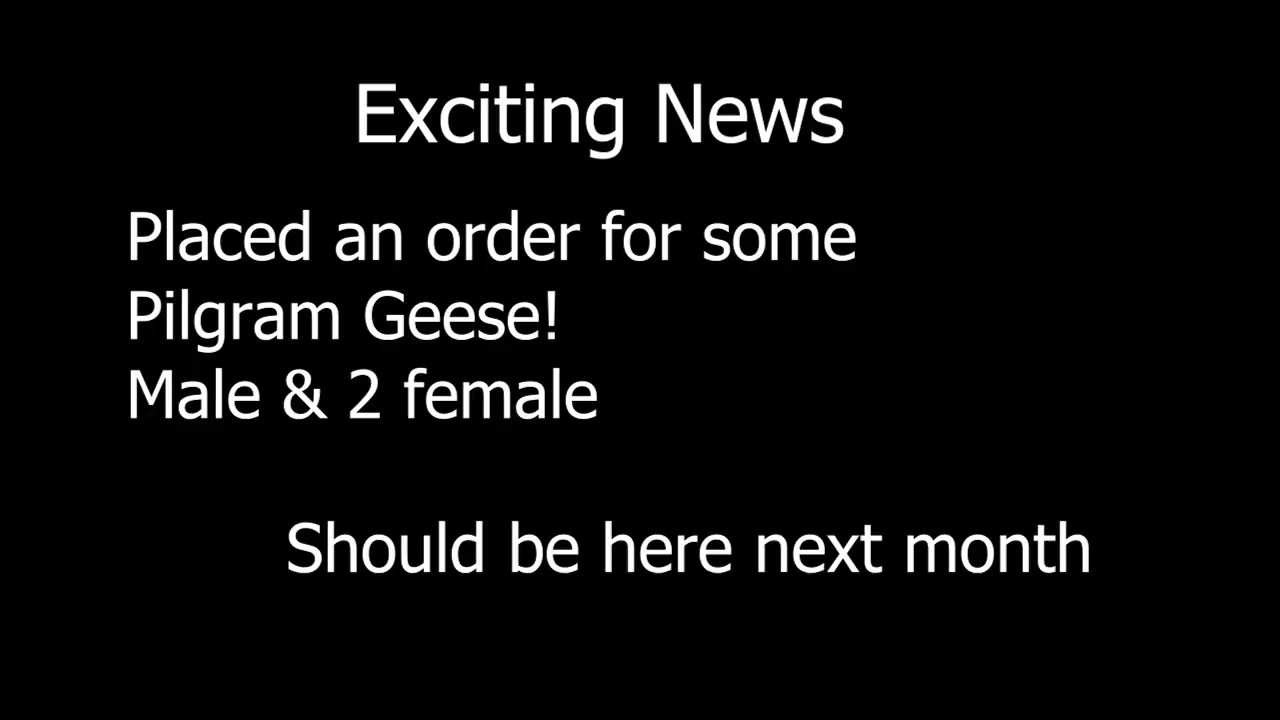 Exciting News
Placed an order for some
Pilgram Geese!
Male & 2 female
Should be here next month